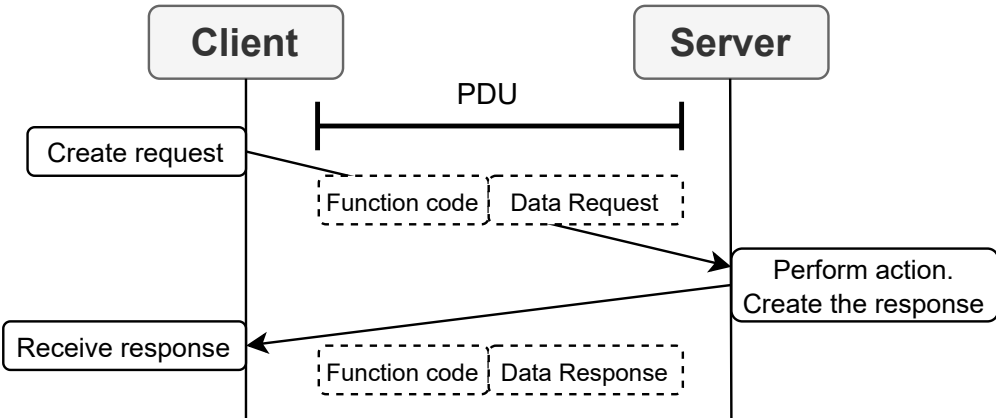 Client
Server
PDU
Create request
Function code
Data Request
Perform action.
Create the response
Receive response
Function code
Data Response